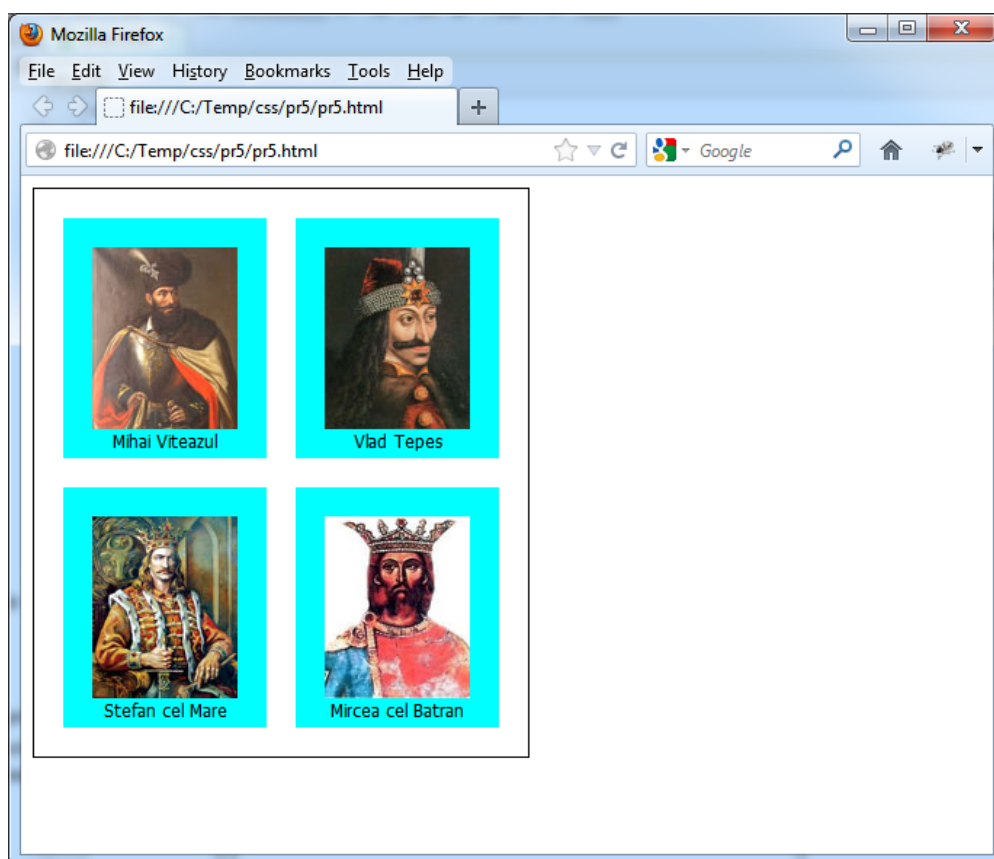 Mozilla Firefox
File Edit View History Bookmarks Tools Help
file:///C:/Temp/css/pr5/pr5.html
file:///C:/Temp/css/pr5/pr5.html Google
Mihai Viteazul Vlad Tepes
Stefan cel Mare Mircea cel Batran